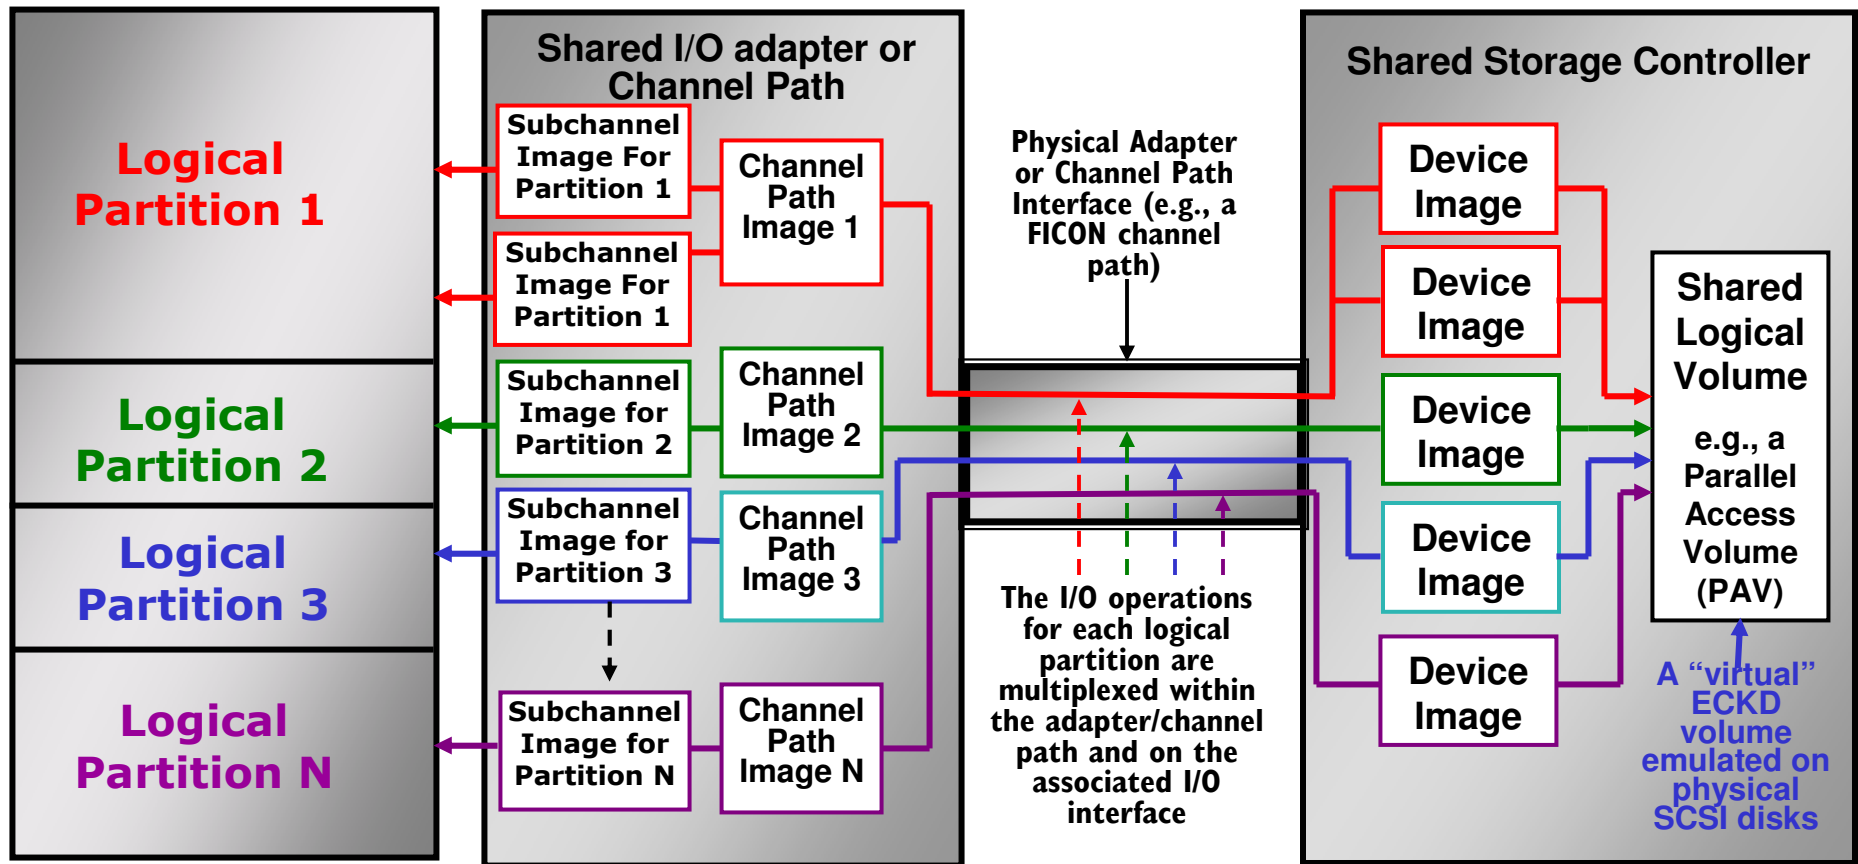 Logical
Partition 1
Logical
Partition 2
Logical
Partition 3
Logical
Partition N
Shared I/O adapter or
Channel Path
Subchannel
Image For
Partition 1
Subchannel
Image For
Partition 1
Channel
Path
Image 1
Subchannel
Image for
Partition 2
Channel
Path
Image 2
Subchannel
Image for
Partition 3
Channel
Path
Image 3
Subchannel
Image for
Partition N
Channel
Path
Image N
Physical Adapter
or Channel Path
Interface (e.g., a
FICON channel
path)
The I/O operations
for each logical
partition are
multiplexed within
the adapter/channel
path and on the
associated I/O
interface
Shared Storage Controller
Device
Image
Device
Image
Device
Image
Device
Image
Device
Image
Shared
Logical
Volume
e.g., a
Parallel
Access
Volume
(PAV)
A “virtual”
ECKD
volume
emulated on
physical
SCSI disks